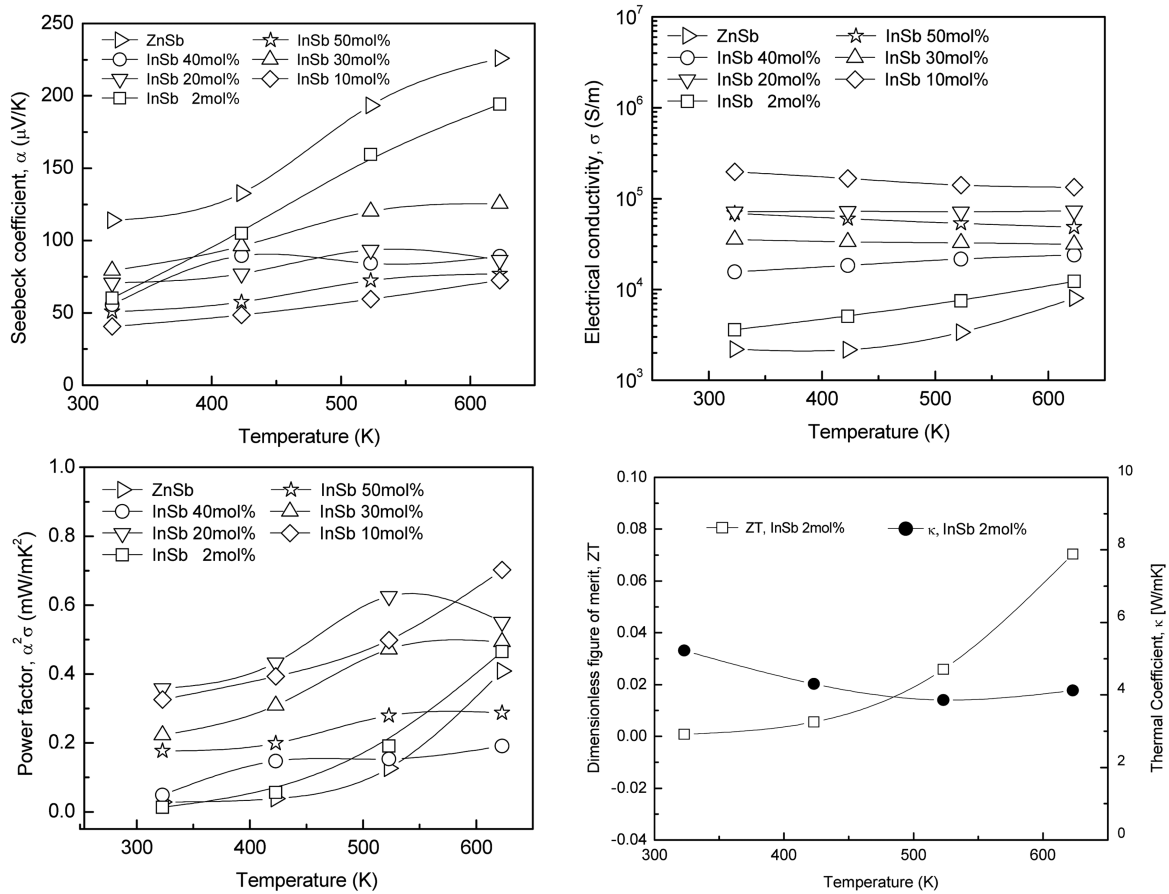 250
200
150
100
50
0
Seebeck coefficient, α (μV/K)
ZnSb
InSb 50mol%
InSb 40mol%
InSb 30mol%
InSb 20mol%
InSb 10mol%
InSb 2mol%
300 400 500 600
Temperature (K)
10⁷
10⁶
10⁵
10⁴
10³
Electrical conductivity, σ (S/m)
ZnSb
InSb 50mol%
InSb 40mol%
InSb 30mol%
InSb 20mol%
InSb 10mol%
InSb 2mol%
300 400 500 600
Temperature (K)
1.0
0.8
0.6
0.4
0.2
0.0
Power factor, α²σ (mW/mK²)
ZnSb
InSb 50mol%
InSb 40mol%
InSb 30mol%
InSb 20mol%
InSb 10mol%
InSb 2mol%
300 400 500 600
Temperature (K)
0.10
0.08
0.06
0.04
0.02
0.00
-0.02
-0.04
Dimensionless figure of merit, ZT
ZT, InSb 2mol%
κ, InSb 2mol%
10
8
6
4
2
0
Thermal Coefficient, κ [W/mK]
300 400 500 600
Temperature (K)